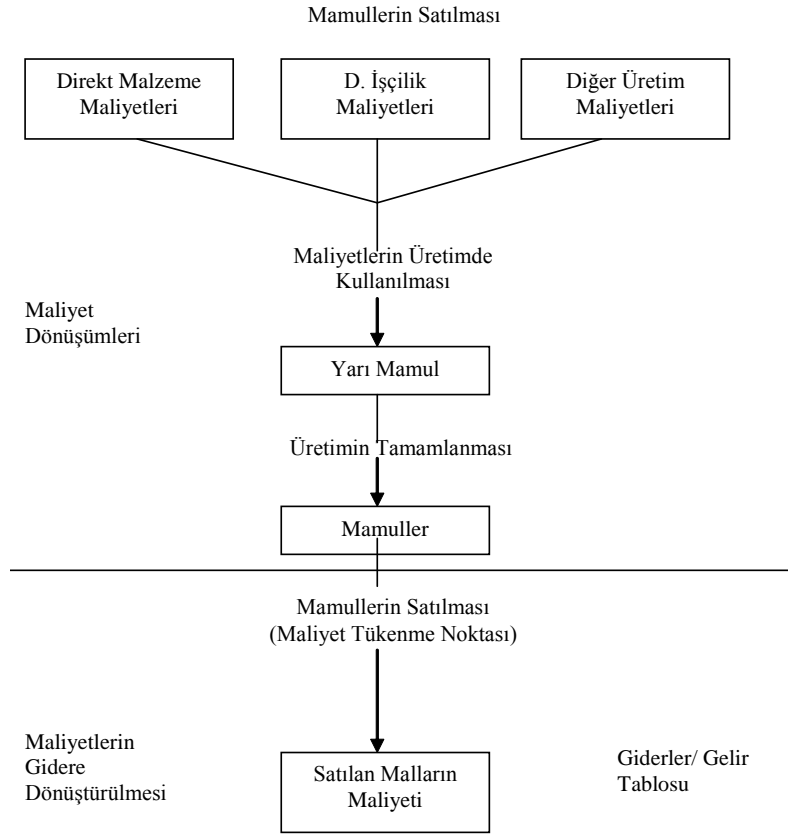 Mamullerin Satılması
Direkt Malzeme
Maliyetleri
D. İşçilik
Maliyetleri
Diğer Üretim
Maliyetleri
Maliyetlerin Üretimde
Kullanılması
Maliyet
Dönüşümleri
Yarı Mamul
Üretimin Tamamlanması
Mamuller
Mamullerin Satılması
(Maliyet Tükenme Noktası)
Maliyetlerin
Gidere
Dönüştürülmesi
Satılan Malların
Maliyeti
Giderler/ Gelir
Tablosu